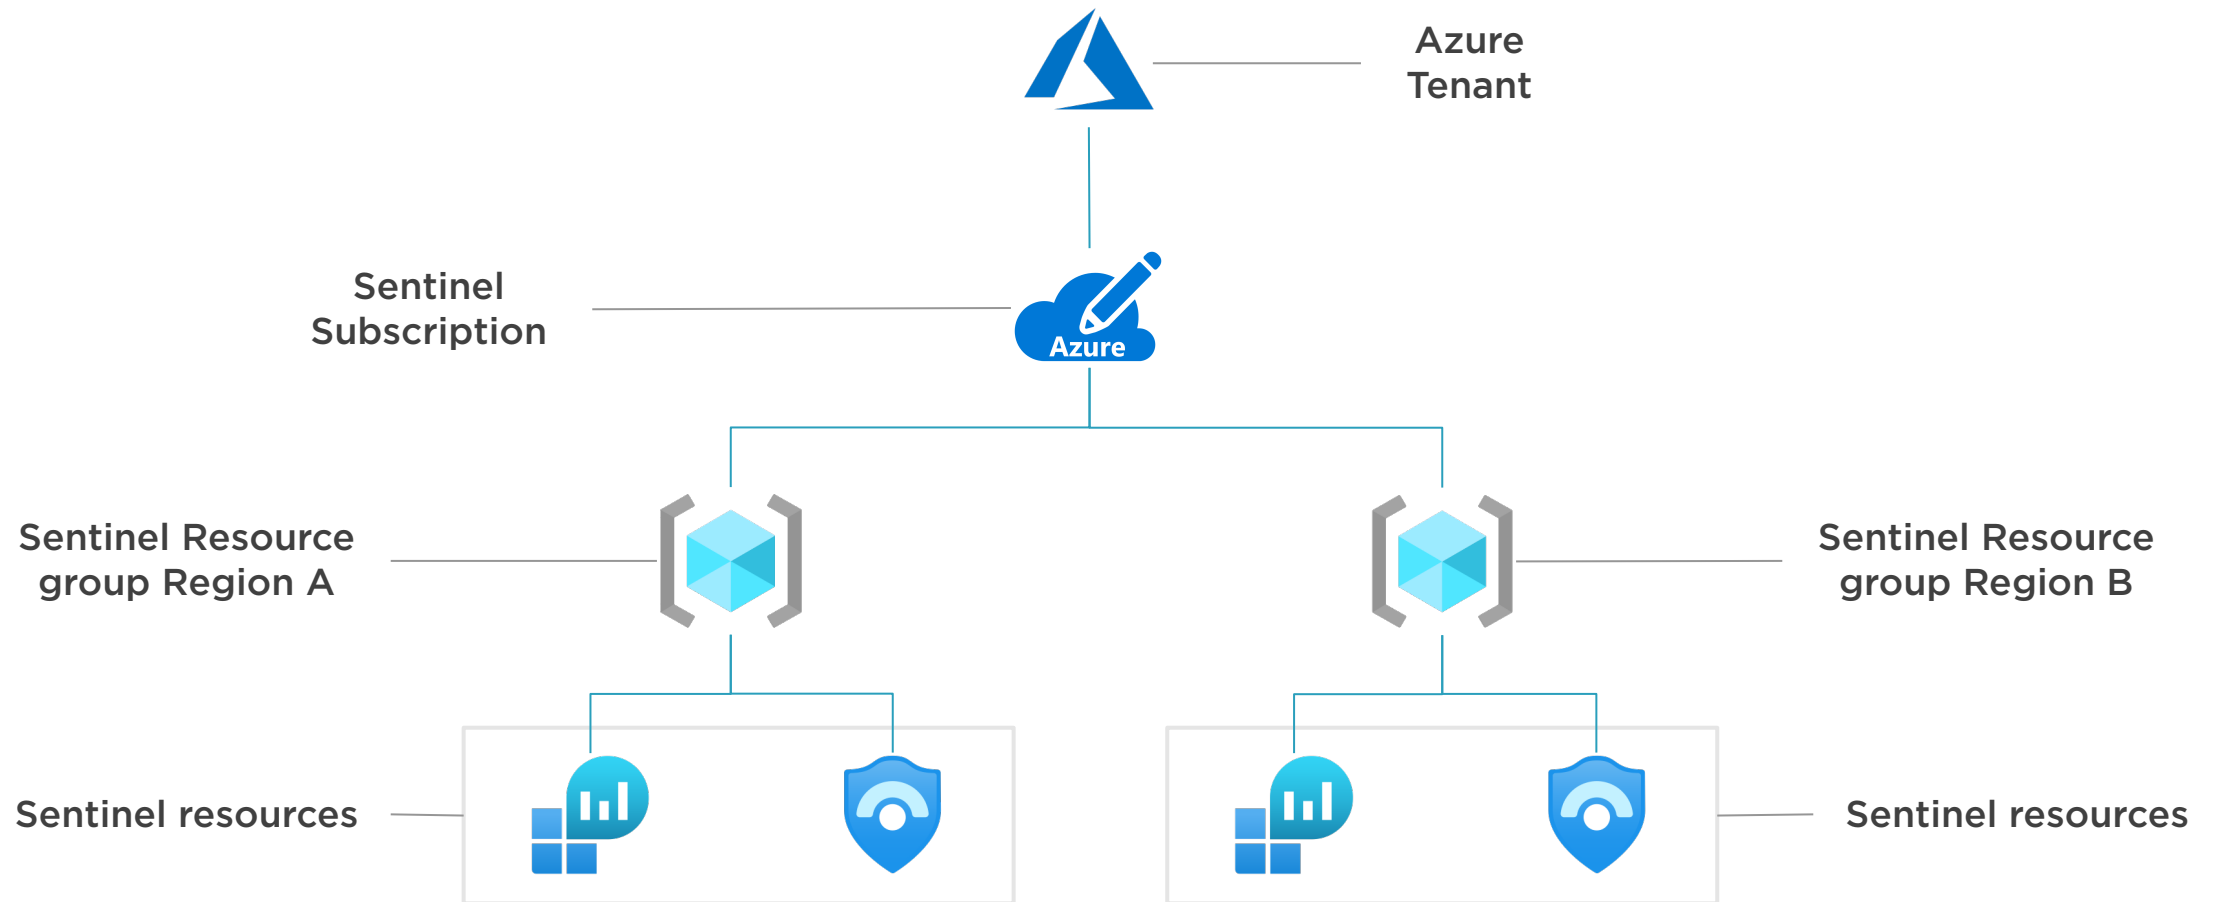 Azure
Tenant
Sentinel
Subscription
Azure
Sentinel Resource
group Region A
Sentinel Resource
group Region B
Sentinel resources
Sentinel resources